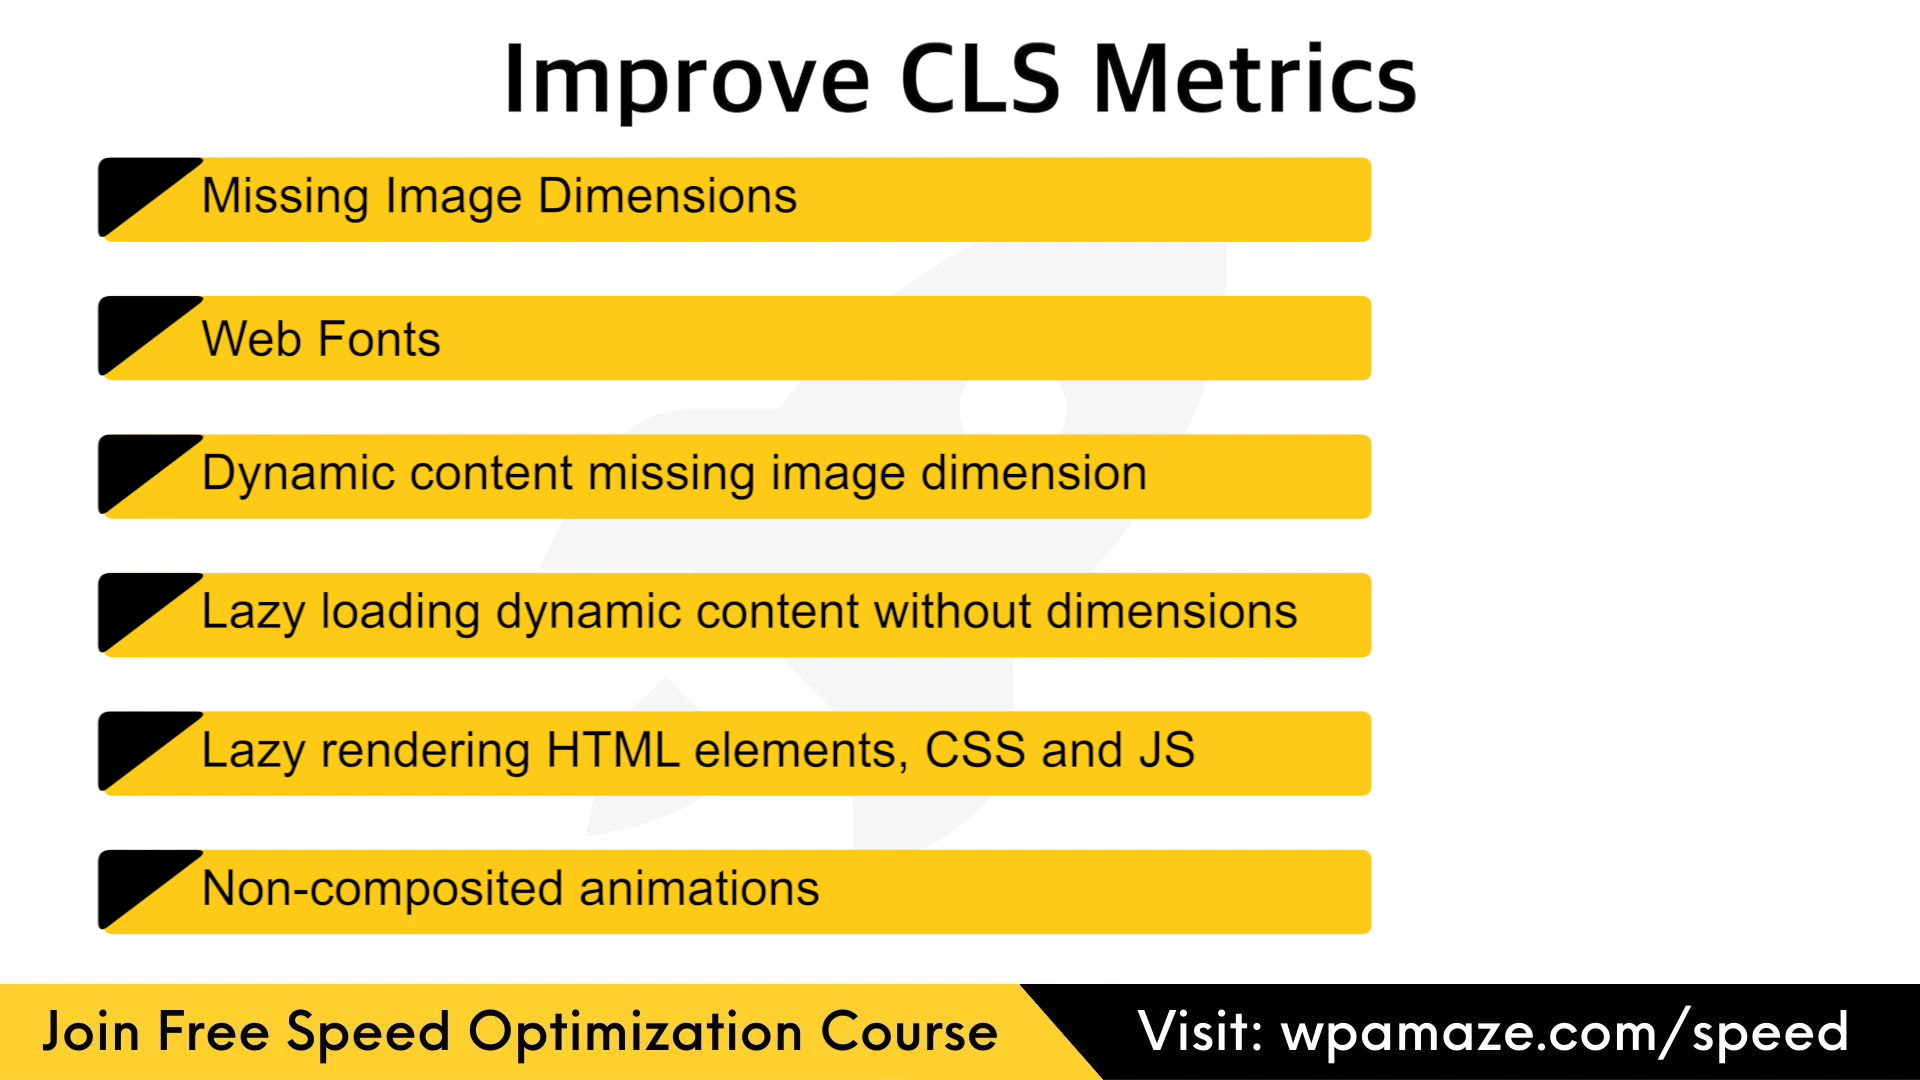 Improve CLS Metrics
Missing Image Dimensions
Web Fonts
Dynamic content missing image dimension
Lazy loading dynamic content without dimensions
Lazy rendering HTML elements, CSS and JS
Non-composited animations
Join Free Speed Optimization Course
Visit: wpamaze.com/speed